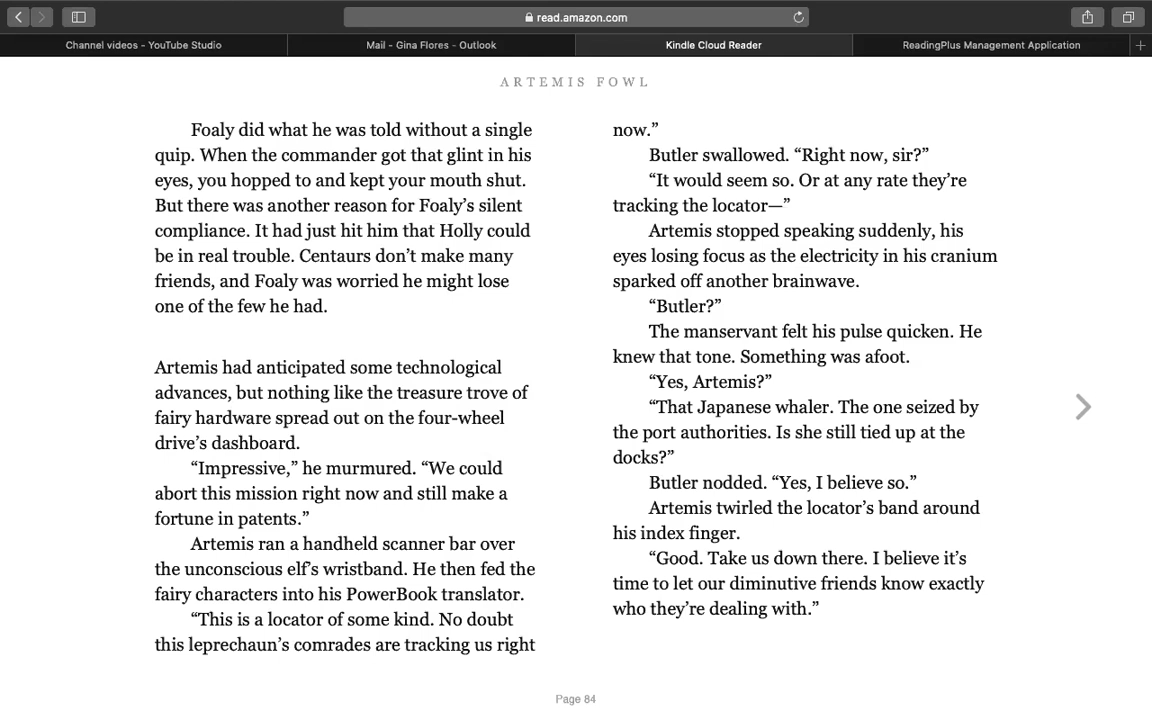 read.amazon.com
Channel videos - YouTube Studio
Mail - Gina Flores - Outlook
Kindle Cloud Reader
ReadingPlus Management Application
ARTEMIS FOWL
Foaly did what he was told without a single
quip. When the commander got that glint in his
eyes, you hopped to and kept your mouth shut.
But there was another reason for Foaly’s silent
compliance. It had just hit him that Holly could
be in real trouble. Centaurs don’t make many
friends, and Foaly was worried he might lose
one of the few he had.
Artemis had anticipated some technological
advances, but nothing like the treasure trove of
fairy hardware spread out on the four-wheel
drive’s dashboard.
“Impressive,” he murmured. “We could
abort this mission right now and still make a
fortune in patents.”
Artemis ran a handheld scanner bar over
the unconscious elf’s wristband. He then fed the
fairy characters into his PowerBook translator.
“This is a locator of some kind. No doubt
this leprechaun’s comrades are tracking us right
now.”
Butler swallowed. “Right now, sir?”
“It would seem so. Or at any rate they’re
tracking the locator—”
Artemis stopped speaking suddenly, his
eyes losing focus as the electricity in his cranium
sparked off another brainwave.
“Butler?”
The manservant felt his pulse quicken. He
knew that tone. Something was afoot.
“Yes, Artemis?”
“That Japanese whaler. The one seized by
the port authorities. Is she still tied up at the
docks?”
Butler nodded. “Yes, I believe so.”
Artemis twirled the locator’s band around
his index finger.
“Good. Take us down there. I believe it’s
time to let our diminutive friends know exactly
who they’re dealing with.”
Page 84